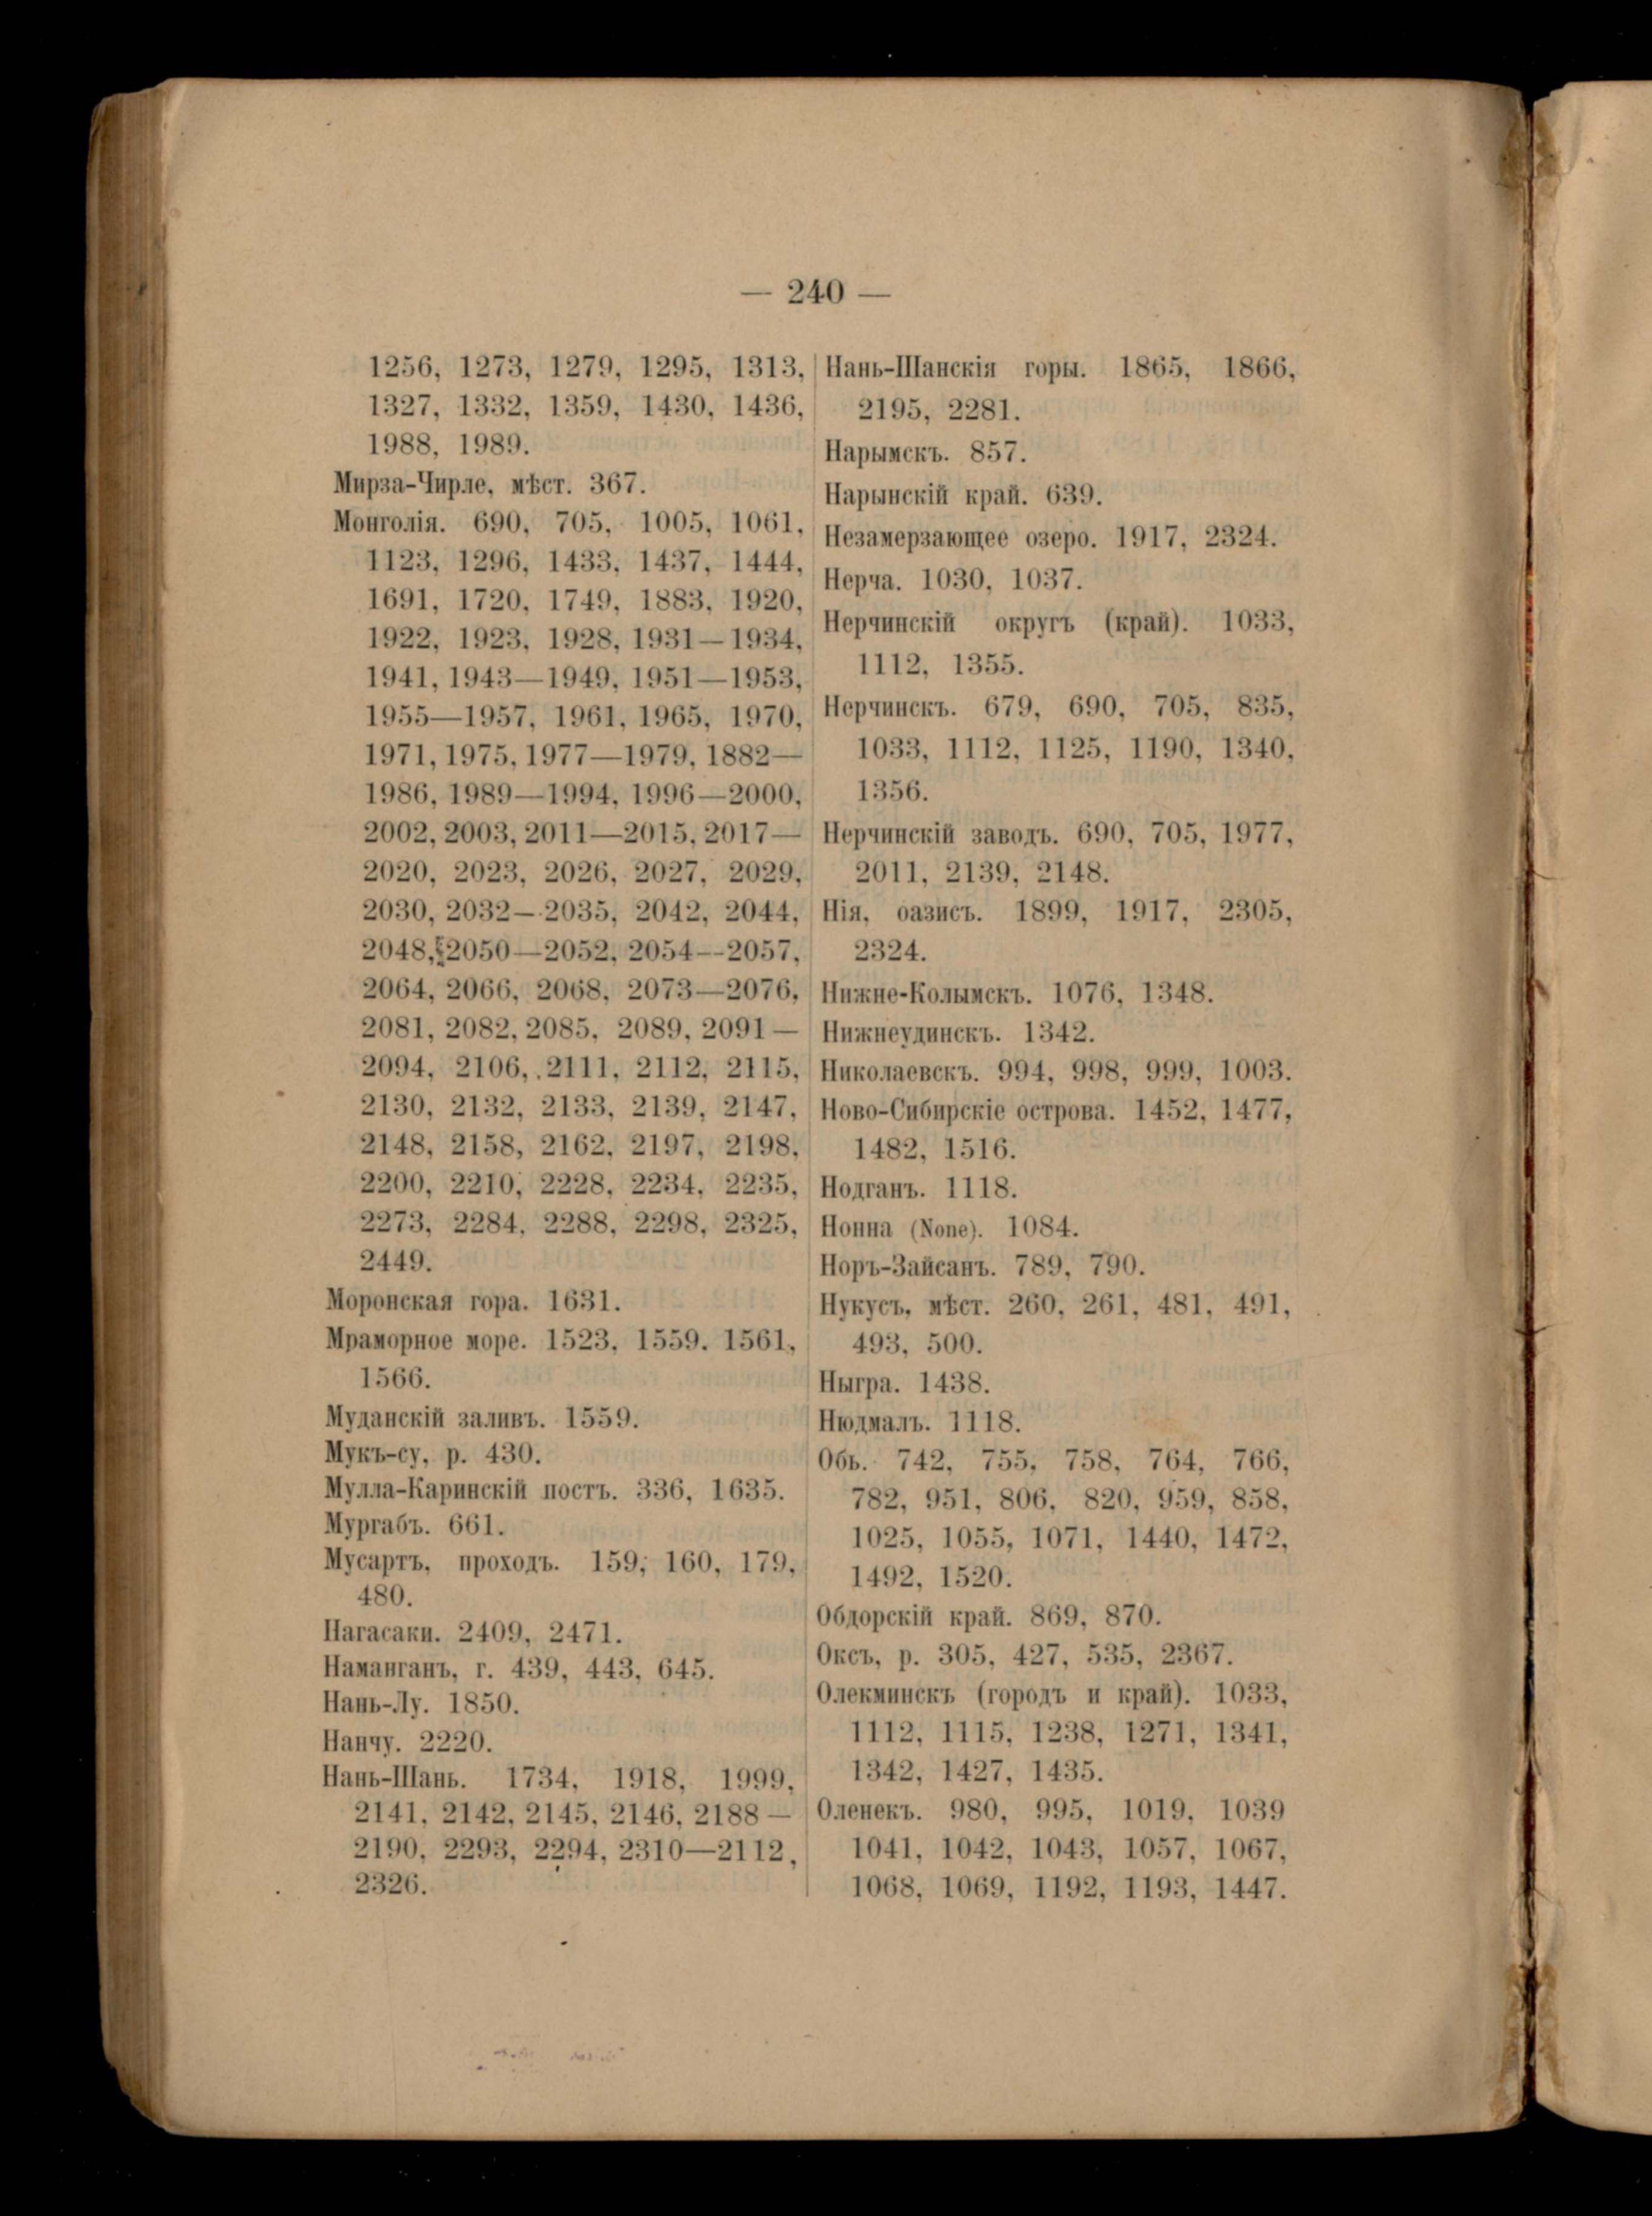 — 240 —
1256, 1273, 1279, 1295, 1313,
1327, 1332, 1359, 1430, 1436,
1988, 1989.
Мирза-Чирле, мѣст. 367.
Монголія. 690, 705, 1005, 1061,
1123, 1296, 1433, 1437, 1444,
1691, 1720, 1749, 1883, 1920,
1922, 1923, 1928, 1931—1934,
1941, 1943—1949, 1951—1953,
1955—1957, 1961, 1965, 1970,
1971, 1975, 1977—1979, 1882—
1986, 1989—1994, 1996—2000,
2002, 2003, 2011—2015, 2017—
2020, 2023, 2026, 2027, 2029,
2030, 2032—2035, 2042, 2044,
2048, 2050—2052, 2054—2057,
2064, 2066, 2068, 2073—2076,
2081, 2082, 2085, 2089, 2091—
2094, 2106, 2111, 2112, 2115,
2130, 2132, 2133, 2139, 2147,
2148, 2158, 2162, 2197, 2198,
2200, 2210, 2228, 2234, 2235,
2273, 2284, 2288, 2298, 2325,
2449.
Моронская гора. 1631.
Мраморное море. 1523, 1559. 1561,
1566.
Муданскій заливъ. 1559.
Мукъ-су, р. 430.
Мулла-Каринскій постъ. 336, 1635.
Мургабъ. 661.
Мусартъ, проходъ. 159; 160, 179,
480.
Нагасаки. 2409, 2471.
Наманганъ, г. 439, 443, 645.
Нань-Лу. 1850.
Нанчу. 2220.
Нань-Шань. 1734, 1918, 1999,
2141, 2142, 2145, 2146, 2188—
2190, 2293, 2294, 2310—2112,
2326.
Нань-Шанскія горы. 1865, 1866,
2195, 2281.
Нарымскъ. 857.
Нарынскій край. 639.
Незамерзающее озеро. 1917, 2324.
Нерча. 1030, 1037.
Нерчинскій округъ (край). 1033,
1112, 1355.
Нерчинскъ. 679, 690, 705, 835,
1033, 1112, 1125, 1190, 1340,
1356.
Нерчинскій заводъ. 690, 705, 1977,
2011, 2139, 2148.
Нія, оазисъ. 1899, 1917, 2305,
2324.
Нижне-Колымскъ. 1076, 1348.
Нижнеудинскъ. 1342.
Николаевскъ. 994, 998, 999, 1003.
Ново-Сибирскіе острова. 1452, 1477,
1482, 1516.
Нодганъ. 1118.
Нонна (None). 1084.
Норъ-Зайсанъ. 789, 790.
Нукусъ, мѣст. 260, 261, 481, 491,
493, 500.
Ныгра. 1438.
Нюдмалъ. 1118.
Обь. 742, 755, 758, 764, 766,
782, 951, 806, 820, 959, 858,
1025, 1055, 1071, 1440, 1472,
1492, 1520.
Обдорскій край. 869, 870.
Оксъ, р. 305, 427, 535, 2367.
Олекминскъ (городъ и край). 1033,
1112, 1115, 1238, 1271, 1341,
1342, 1427, 1435.
Оленекъ. 980, 995, 1019, 1039
1041, 1042, 1043, 1057, 1067,
1068, 1069, 1192, 1193, 1447.